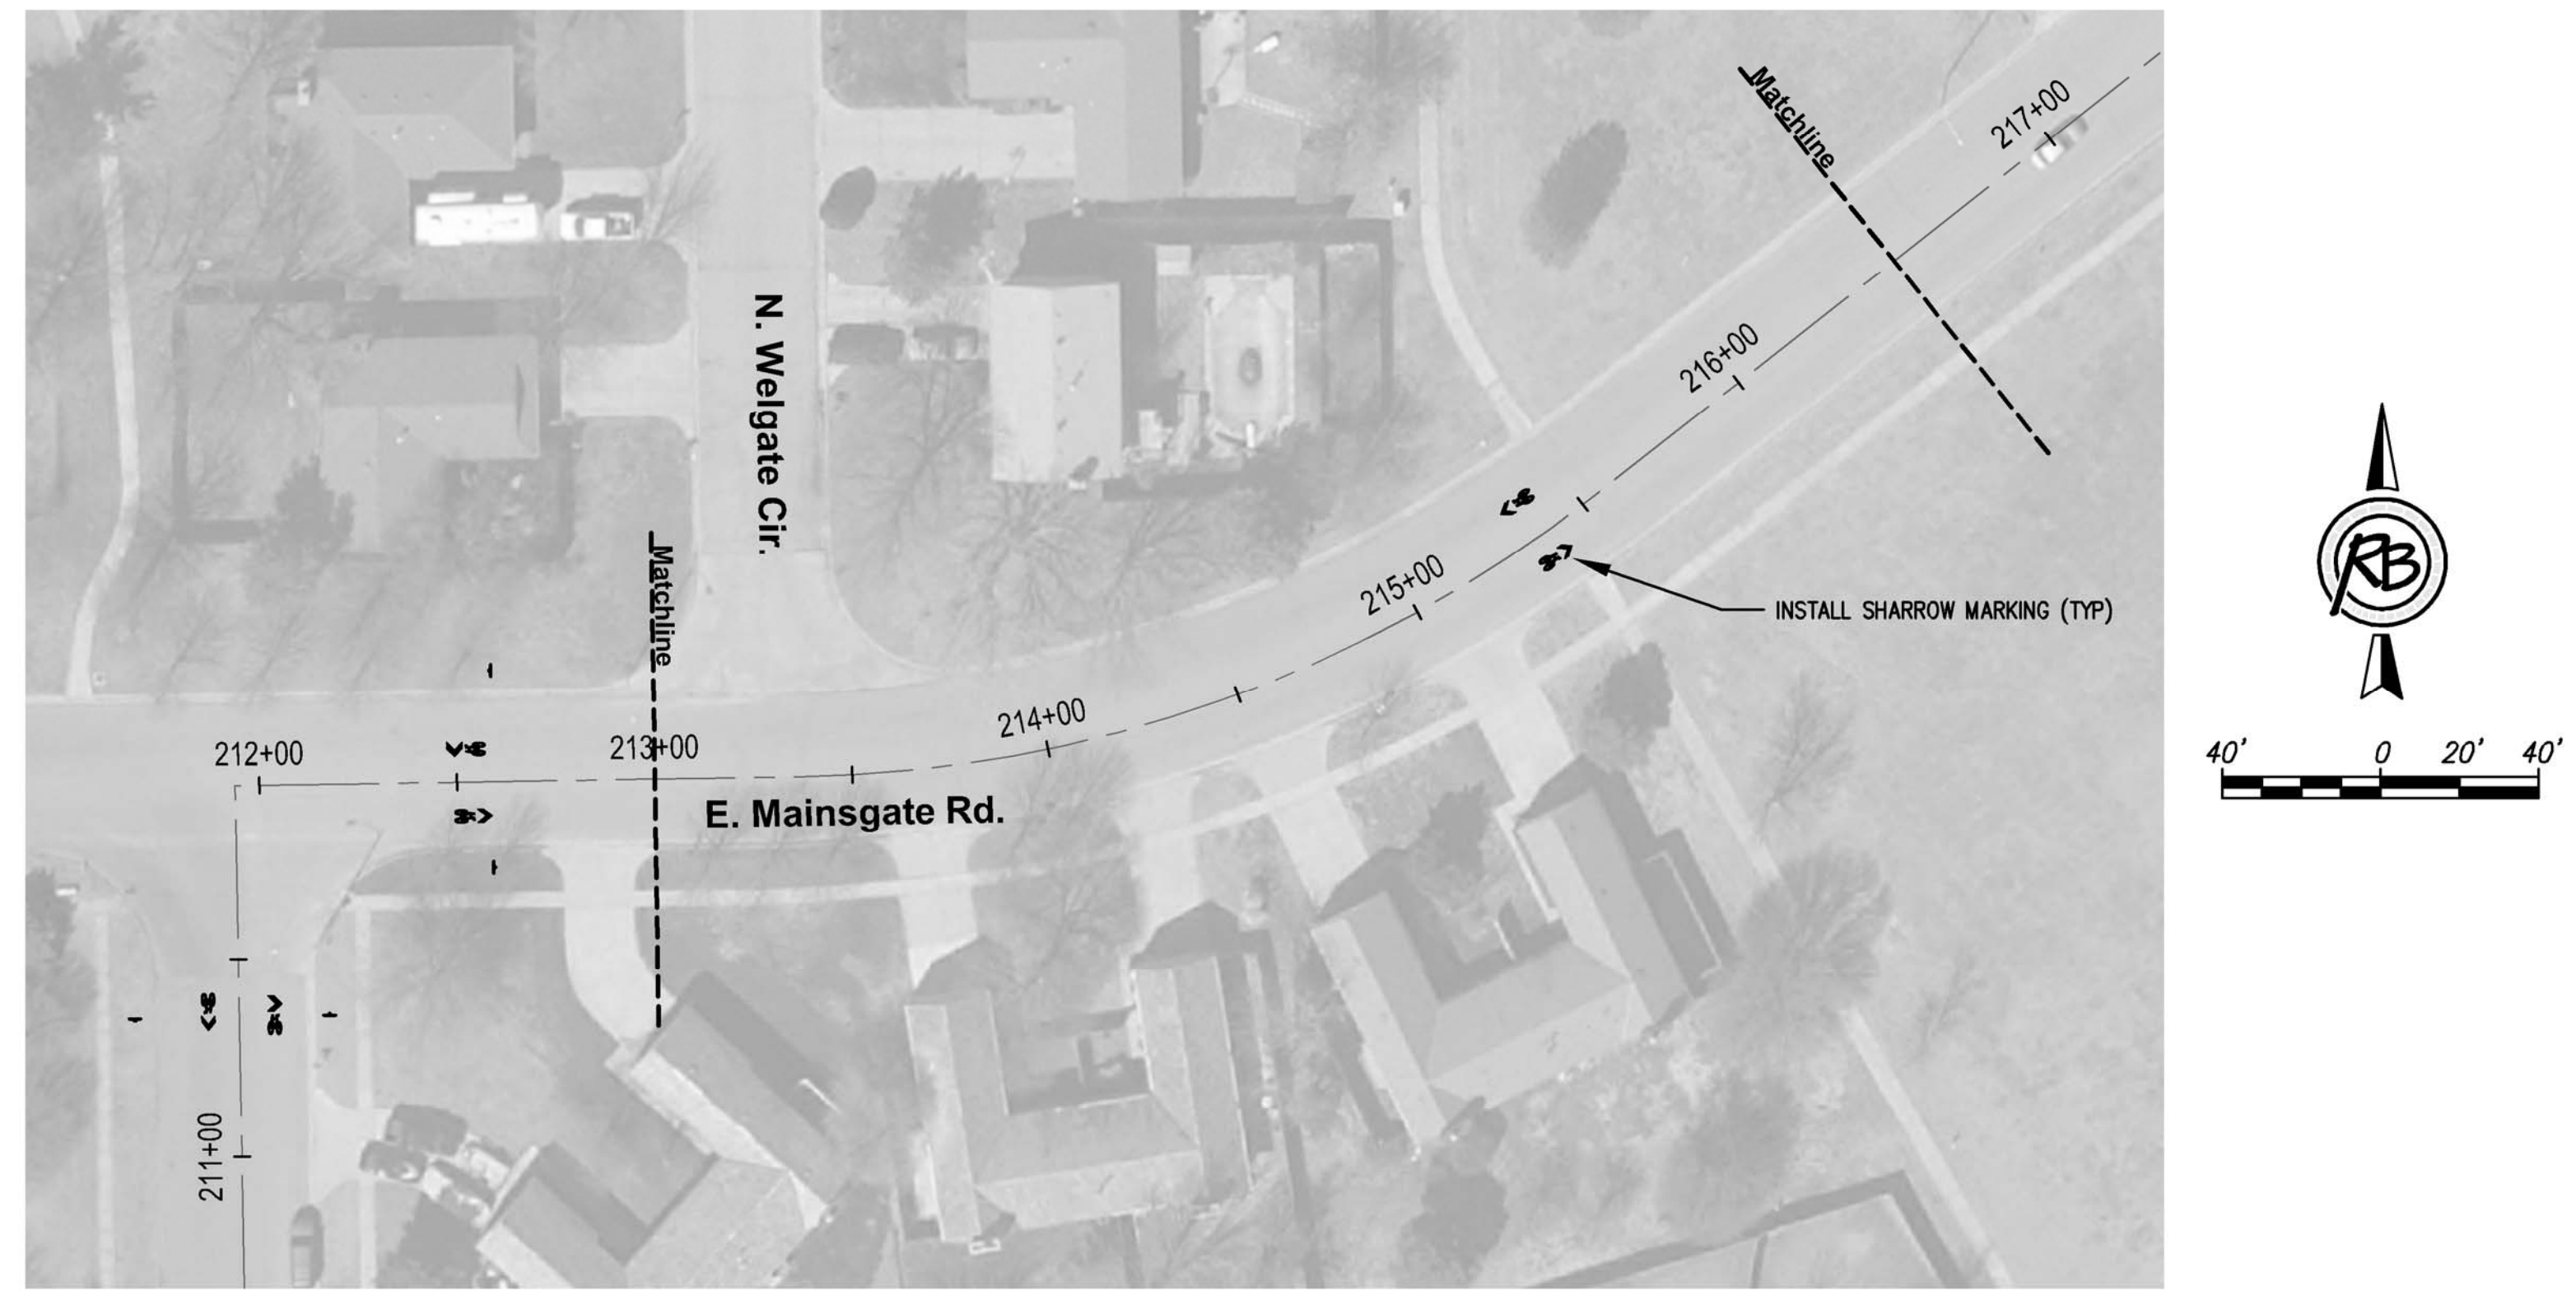 Matchline
217+00
216+00
N. Welgate Cir.
215+00
INSTALL SHARROW MARKING (TYP)
Matchline
214+00
213+00
212+00
E. Mainsgate Rd.
211+00
RB
40' 0 20' 40'